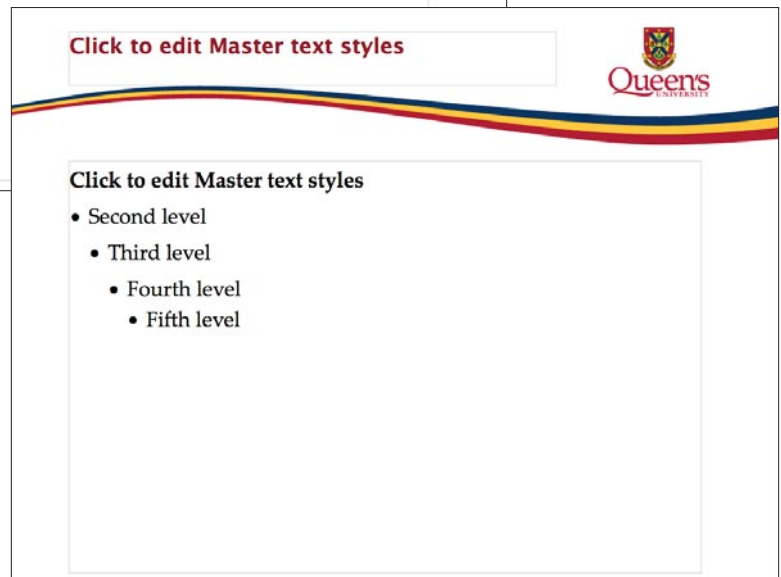 Click to edit Master text styles
Queen's
UNIVERSITY
Click to edit Master text styles
• Second level
• Third level
• Fourth level
• Fifth level